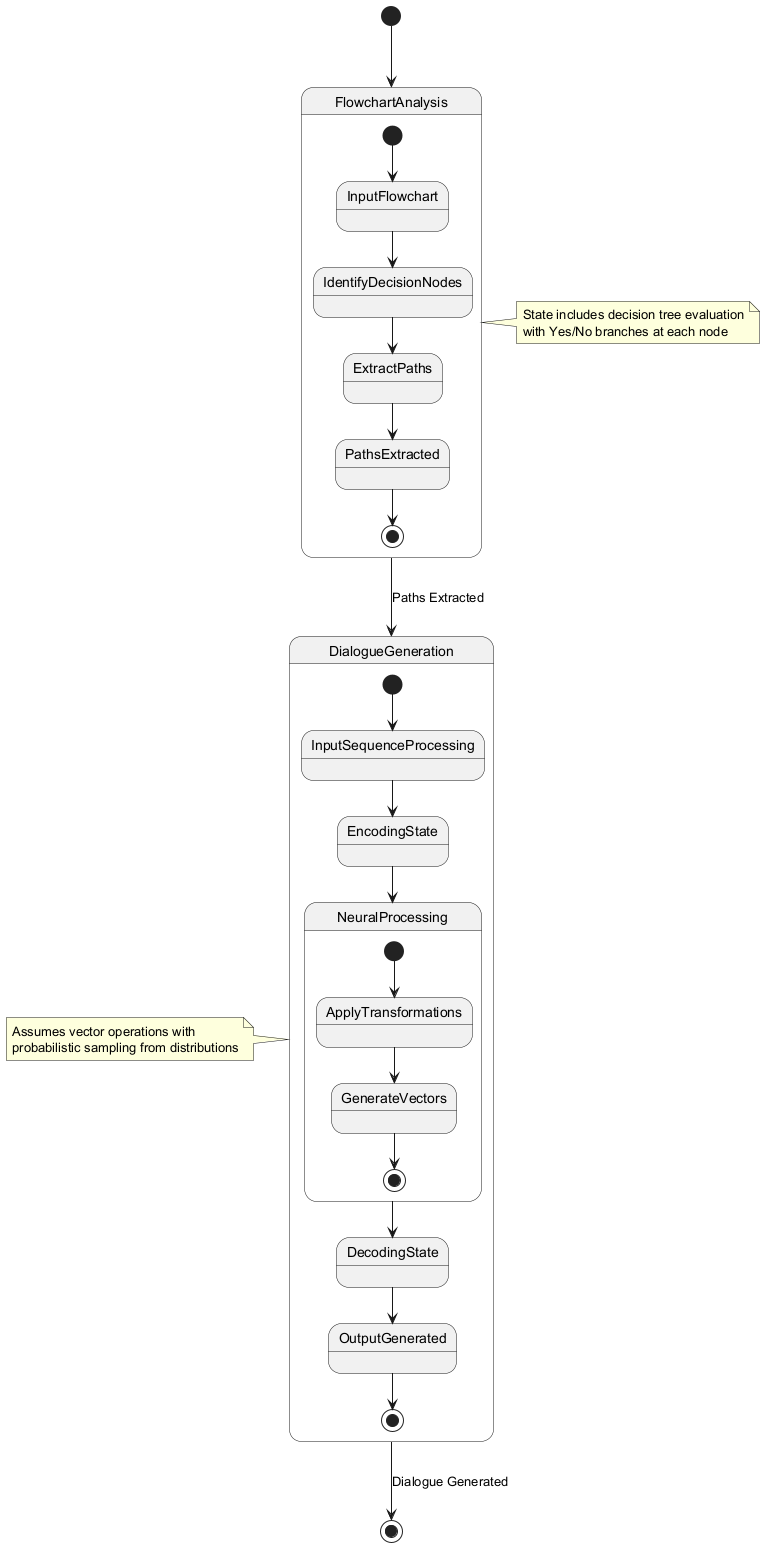 FlowchartAnalysis
InputFlowchart
IdentifyDecisionNodes
State includes decision tree evaluation
with Yes/No branches at each node
ExtractPaths
PathsExtracted
Paths Extracted
DialogueGeneration
InputSequenceProcessing
EncodingState
NeuralProcessing
ApplyTransformations
Assumes vector operations with
probabilistic sampling from distributions
GenerateVectors
DecodingState
OutputGenerated
Dialogue Generated